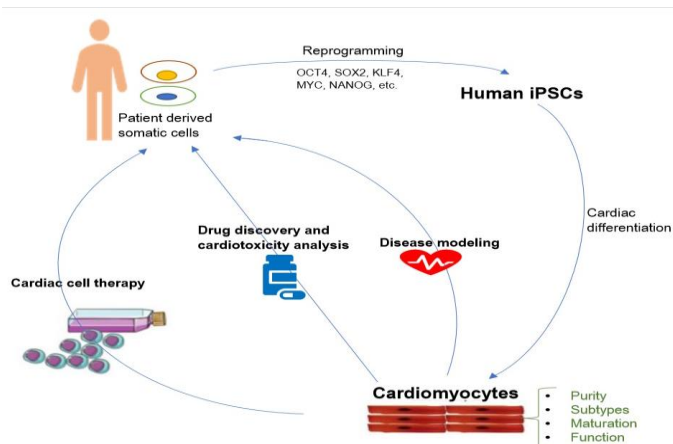 Reprogramming
OCT4, SOX2, KLF4,
MYC, NANOG, etc.
Human iPSCs
Patient derived
somatic cells
Cardiac
differentiation
Drug discovery and
cardiotoxicity analysis
Disease modeling
Cardiac cell therapy
Cardiomyocytes
• Purity
• Subtypes
• Maturation
• Function